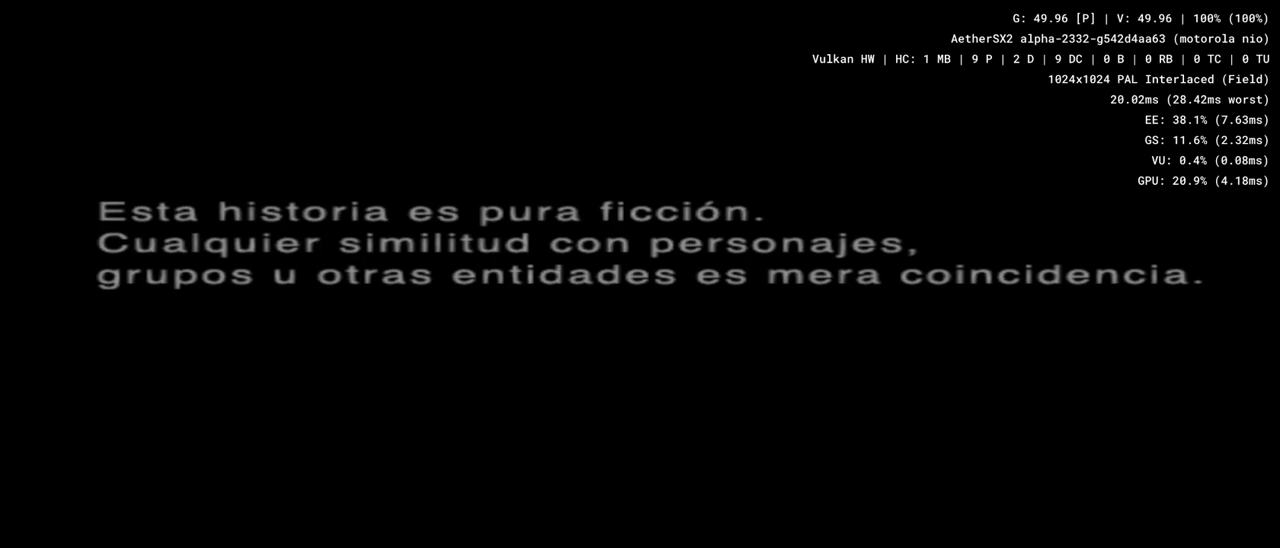 G: 49.96 [P] | V: 49.96 | 100% (100%)
AetherSX2 alpha-2332-g542d4aa63 (motorola nio)
Vulkan HW | HC: 1 MB | 9 P | 2 D | 9 DC | 0 B | 0 RB | 0 TC | 0 TU
1024x1024 PAL Interlaced (Field)
20.02ms (28.42ms worst)
EE: 38.1% (7.63ms)
GS: 11.6% (2.32ms)
VU: 0.4% (0.08ms)
GPU: 20.9% (4.18ms)
Esta historia es pura ficción.
Cualquier similitud con personajes,
grupos u otras entidades es mera coincidencia.